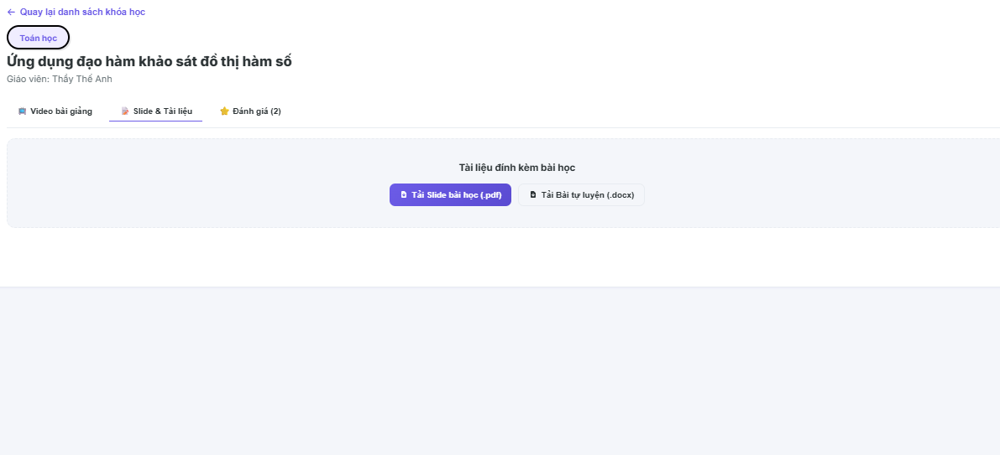 ← Quay lại danh sách khóa học
Toán học
Ứng dụng đạo hàm khảo sát đồ thị hàm số
Giáo viên: Thầy Thế Anh
Video bài giảng Slide & Tài liệu Đánh giá (2)
Tài liệu đính kèm bài học
Tải Slide bài học (.pdf) Tải Bài tự luyện (.docx)